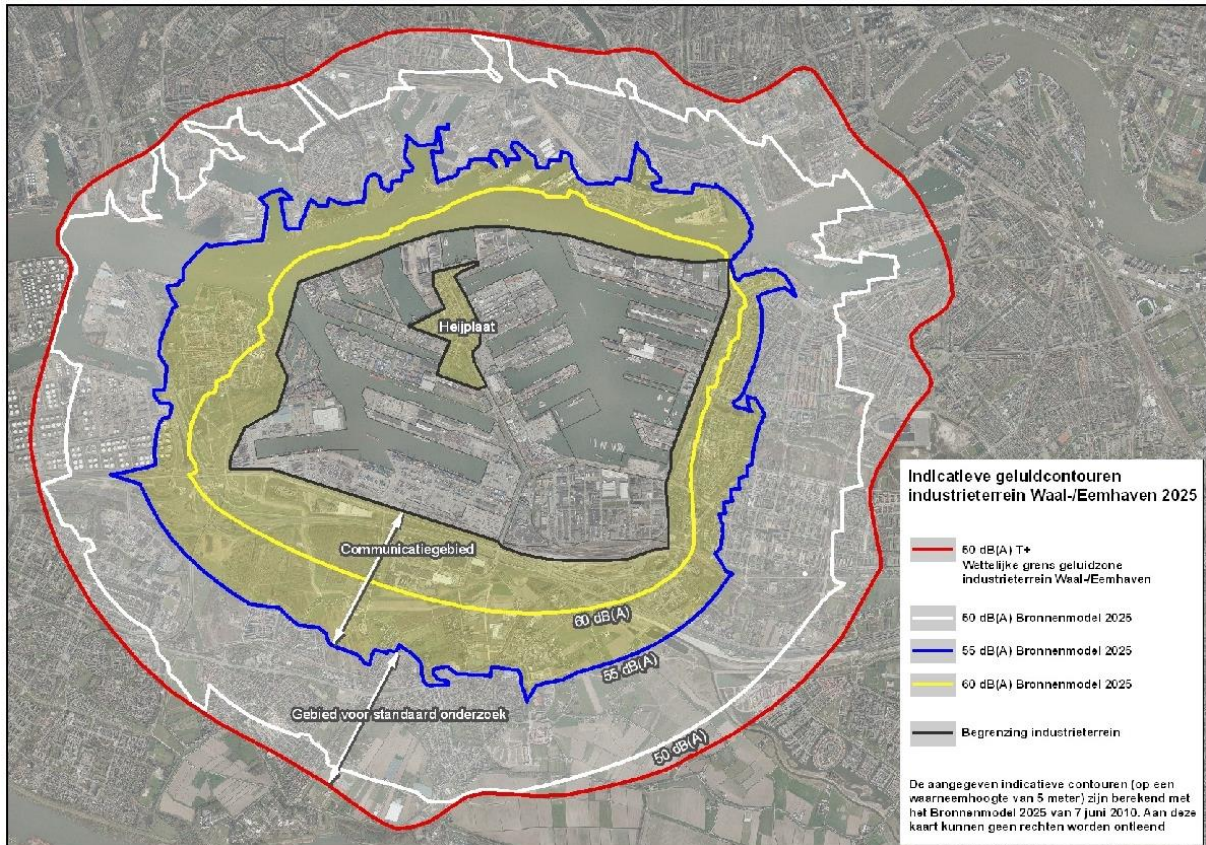 Heijplaat
Communicatiegebied
60 dB(A)
55 dB(A)
Gebied voor standaard onderzoek
50 dB(A)
Indicatieve geluidcontouren
industrieterrein Waal-/Eemhaven 2025
50 dB(A) T+
Wettelijke grens geluidzone
industrieterrein Waal-/Eemhaven
50 dB(A) Bronnenmodel 2025
55 dB(A) Bronnenmodel 2025
60 dB(A) Bronnenmodel 2025
Begrenzing industrieterrein
De aangegeven indicatieve contouren (op een
waarneemhoogte van 5 meter) zijn berekend met
het Bronnenmodel 2025 van 7 juni 2010. Aan deze
kaart kunnen geen rechten worden ontleend